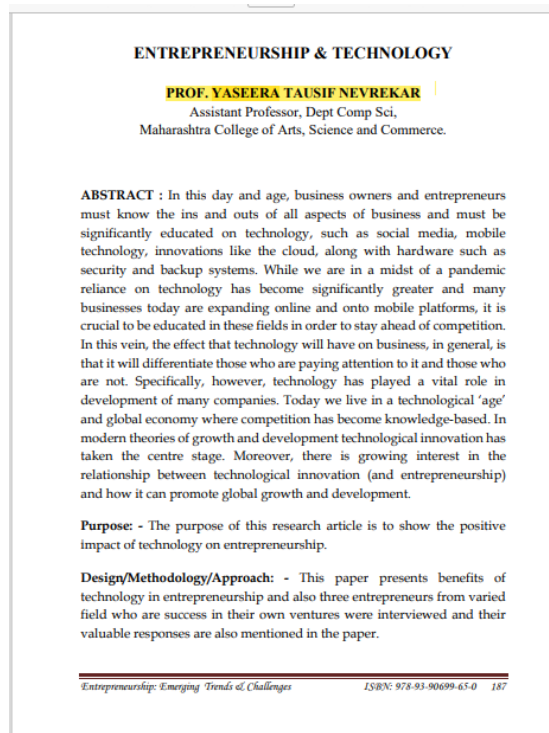 ENTREPRENEURSHIP & TECHNOLOGY
PROF. YASEERA TAUSIF NEVREKAR
Assistant Professor, Dept Comp Sci,
Maharashtra College of Arts, Science and Commerce.
ABSTRACT : In this day and age, business owners and entrepreneurs
must know the ins and outs of all aspects of business and must be
significantly educated on technology, such as social media, mobile
technology, innovations like the cloud, along with hardware such as
security and backup systems. While we are in a midst of a pandemic
reliance on technology has become significantly greater and many
businesses today are expanding online and onto mobile platforms, it is
crucial to be educated in these fields in order to stay ahead of competition.
In this vein, the effect that technology will have on business, in general, is
that it will differentiate those who are paying attention to it and those who
are not. Specifically, however, technology has played a vital role in
development of many companies. Today we live in a technological ‘age’
and global economy where competition has become knowledge-based. In
modern theories of growth and development technological innovation has
taken the centre stage. Moreover, there is growing interest in the
relationship between technological innovation (and entrepreneurship)
and how it can promote global growth and development.
Purpose: - The purpose of this research article is to show the positive
impact of technology on entrepreneurship.
Design/Methodology/Approach: - This paper presents benefits of
technology in entrepreneurship and also three entrepreneurs from varied
field who are success in their own ventures were interviewed and their
valuable responses are also mentioned in the paper.
Entrepreneurship: Emerging Trends & Challenges ISBN: 978-93-90699-65-0 187